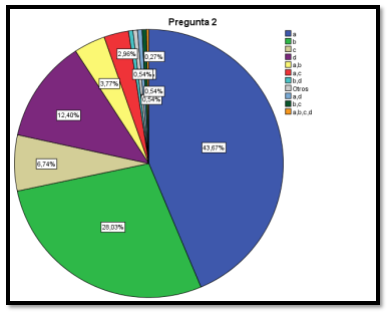 Pregunta 2
a
b
c
d
a,b
a,c
b,d
Otros
a,d
b,c
a,b,c,d
2,96%
0,27%
3,77%
0,54%
0,54%
0,54%
12,40%
43,67%
6,74%
28,03%